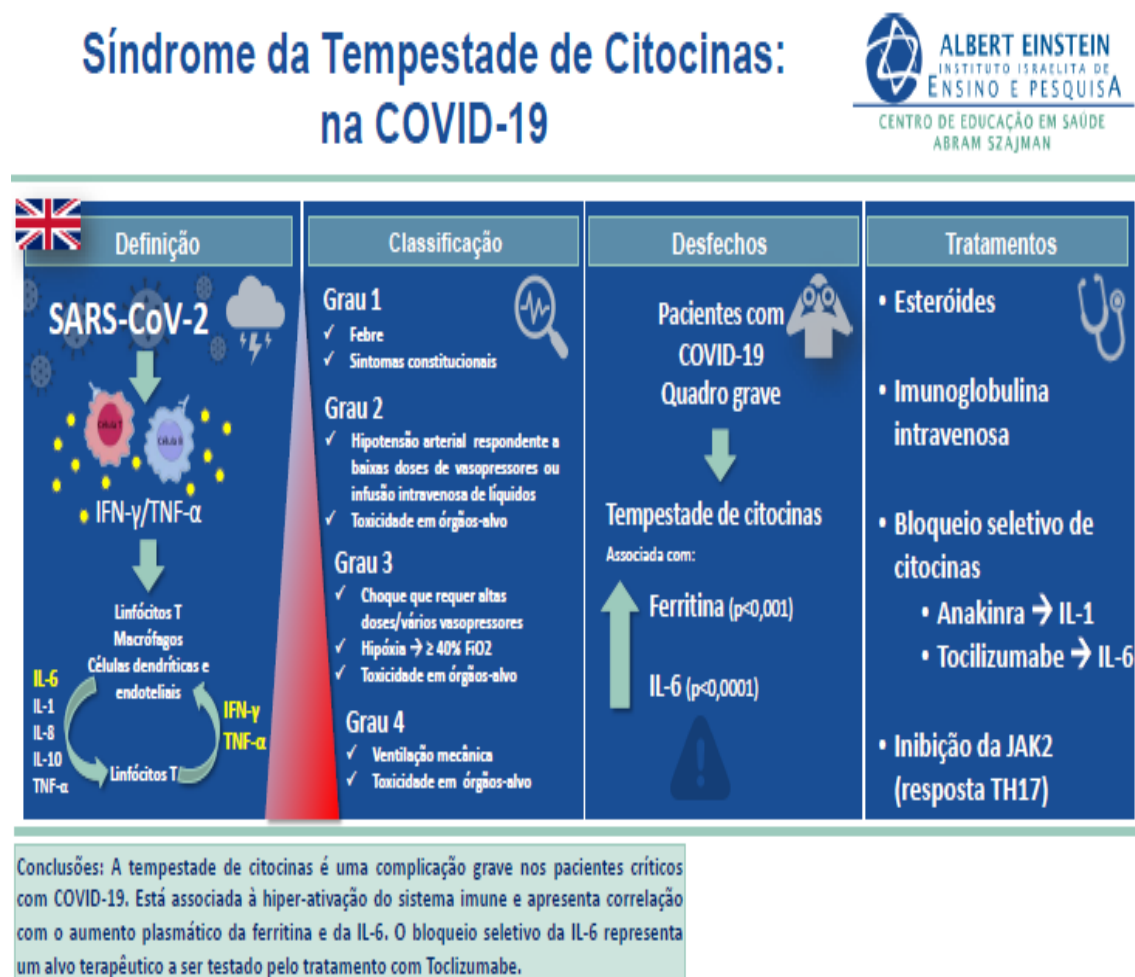 Síndrome da Tempestade de Citocinas:
na COVID-19
ALBERT EINSTEIN
INSTITUTO ISRAELITA DE
ENSINO E PESQUISA
CENTRO DE EDUCAÇÃO EM SAÚDE
ABRAM SZAJMAN
Definição
SARS-CoV-2
Célula T
Célula B
IFN-γ/TNF-α
Linfócitos T
Macrófagos
Células dendríticas e
endoteliais
IL-6
IL-1
IL-8
IL-10
TNF-α
IFN-γ
TNF-α
Linfócitos T
Classificação
Grau 1
✓ Febre
✓ Sintomas constitucionais
Grau 2
✓ Hipotensão arterial respondente a
baixas doses de vasopressores ou
infusão intravenosa de líquidos
✓ Toxicidade em órgãos-alvo
Grau 3
✓ Choque que requer altas
doses/vários vasopressores
✓ Hipóxia → ≥ 40% FiO2
✓ Toxicidade em órgãos-alvo
Grau 4
✓ Ventilação mecânica
✓ Toxicidade em órgãos-alvo
Desfechos
Pacientes com
COVID-19
Quadro grave
Tempestade de citocinas
Associada com:
Ferritina (p<0,001)
IL-6 (p<0,0001)
Tratamentos
• Esteróides
• Imunoglobulina
intravenosa
• Bloqueio seletivo de
citocinas
• Anakinra → IL-1
• Tocilizumabe → IL-6
• Inibição da JAK2
(resposta TH17)
Conclusões: A tempestade de citocinas é uma complicação grave nos pacientes críticos
com COVID-19. Está associada à hiper-ativação do sistema imune e apresenta correlação
com o aumento plasmático da ferritina e da IL-6. O bloqueio seletivo da IL-6 representa
um alvo terapêutico a ser testado pelo tratamento com Toclizumabe.